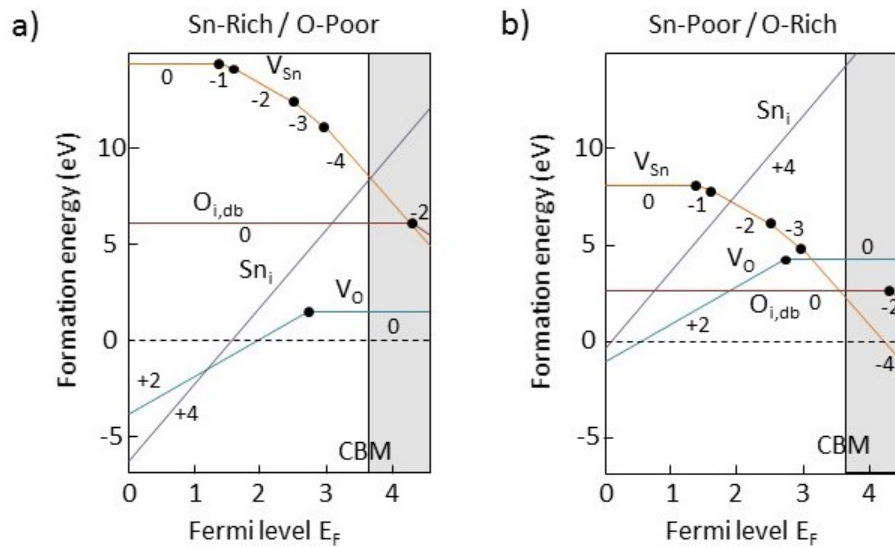 a)
Sn-Rich / O-Poor
Formation energy (eV)
10
5
0
-5
0
-1
V_Sn
-2
-3
-4
O_i,db
0
-2
Sn_i
V_O
0
+2
+4
CBM
0 1 2 3 4
Fermi level E_F
b)
Sn-Poor / O-Rich
Formation energy (eV)
10
5
0
-5
Sn_i
+4
V_Sn
0
-1
-2
-3
0
V_O
O_i,db
0
-2
+2
-4
CBM
0 1 2 3 4
Fermi level E_F